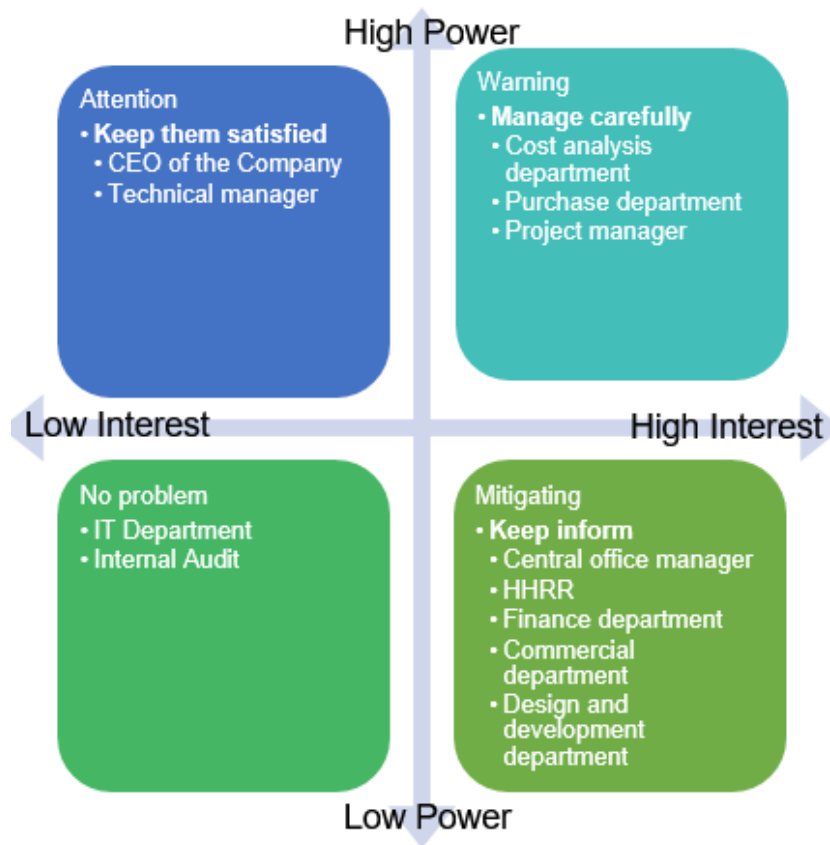 High Power
Attention
• Keep them satisfied
• CEO of the Company
• Technical manager
Warning
• Manage carefully
• Cost analysis
department
• Purchase department
• Project manager
Low Interest
High Interest
No problem
• IT Department
• Internal Audit
Mitigating
• Keep inform
• Central office manager
• HHRR
• Finance department
• Commercial
department
• Design and
development
department
Low Power